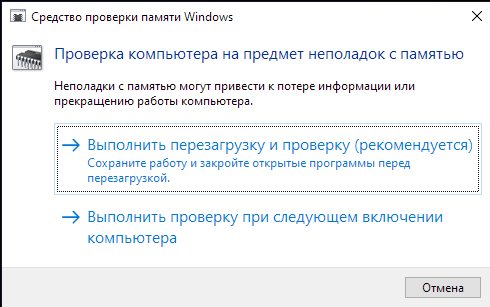 Средство проверки памяти Windows
Проверка компьютера на предмет неполадок с памятью
Неполадки с памятью могут привести к потере информации или
прекращению работы компьютера.
Выполнить перезагрузку и проверку (рекомендуется)
Сохраните работу и закройте открытые программы перед
перезагрузкой.
Выполнить проверку при следующем включении
компьютера
Отмена